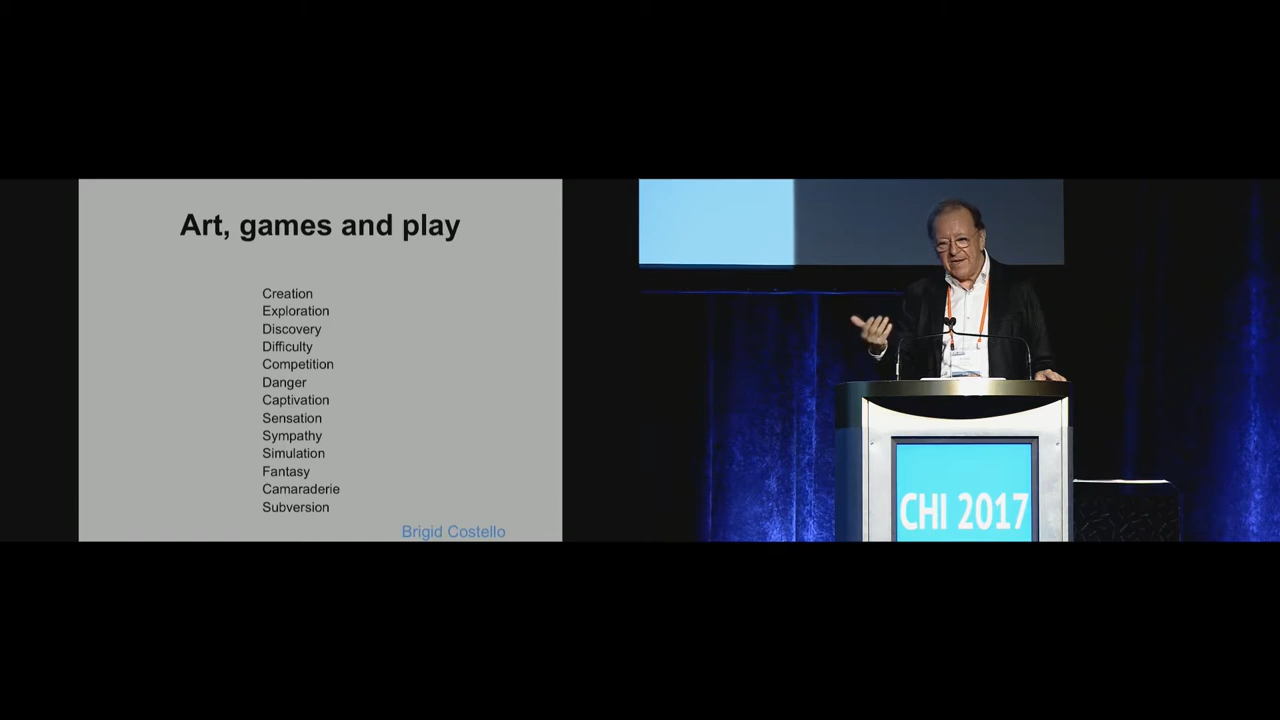 Art, games and play
Creation
Exploration
Discovery
Difficulty
Competition
Danger
Captivation
Sensation
Sympathy
Simulation
Fantasy
Camaraderie
Subversion
Brigid Costello
CHI 2017